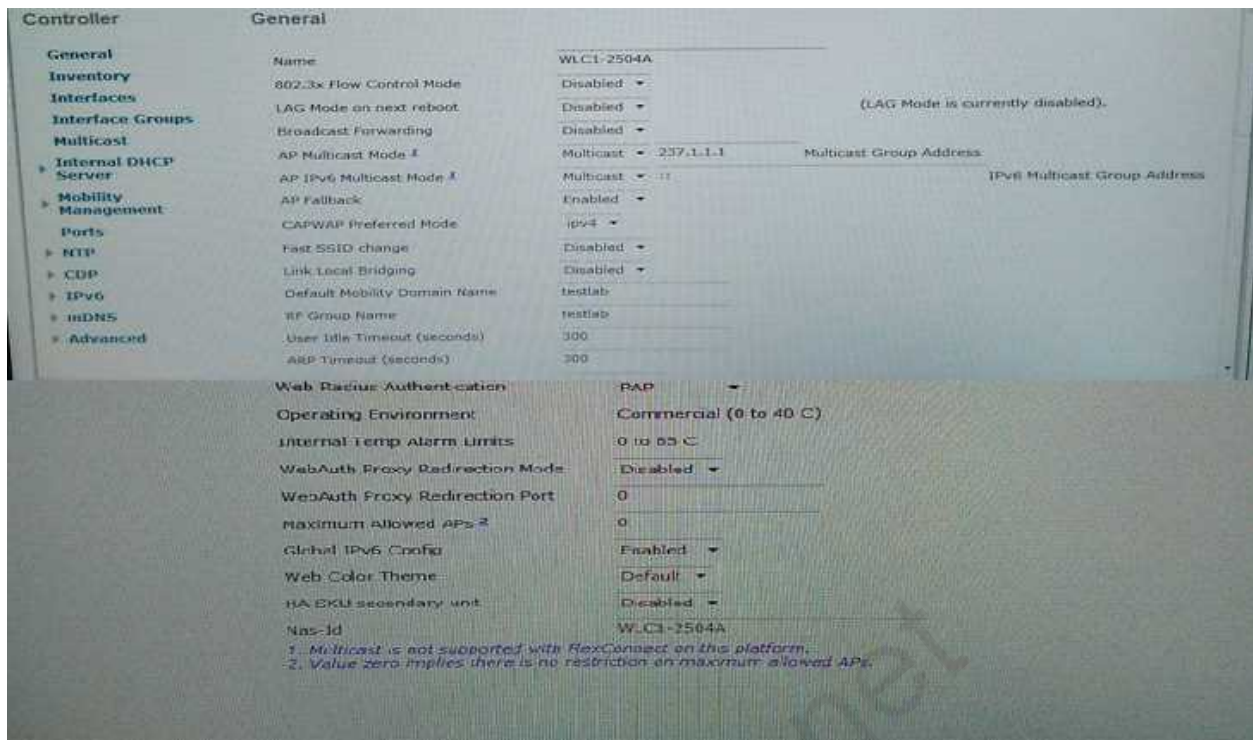 Controller
General
General
Inventory
Interfaces
Interface Groups
Multicast
Internal DHCP Server
Mobility Management
Ports
NTP
CDP
IPv6
mDNS
Advanced
Name WLC1-2504A
802.3x Flow Control Mode Disabled
LAG Mode on next reboot Disabled (LAG Mode is currently disabled).
Broadcast Forwarding Disabled
AP Multicast Mode 1 Multicast 237.1.1.1 Multicast Group Address
AP IPv6 Multicast Mode 1 Multicast :: IPv6 Multicast Group Address
AP Fallback Enabled
CAPWAP Preferred Mode ipv4
Fast SSID change Disabled
Link Local Bridging Disabled
Default Mobility Domain Name testlab
RF Group Name testlab
User Idle Timeout (seconds) 300
ARP Timeout (seconds) 300
Web Radius Authentication PAP
Operating Environment Commercial (0 to 40 C)
Internal Temp Alarm Limits 0 to 65 C
WebAuth Proxy Redirection Mode Disabled
WebAuth Proxy Redirection Port 0
Maximum Allowed APs 2 0
Global IPv6 Config Enabled
Web Color Theme Default
HA SKU secondary unit Disabled
Nas-Id WLC1-2504A
1. Multicast is not supported with FlexConnect on this platform.
2. Value zero implies there is no restriction on maximum allowed APs.
net